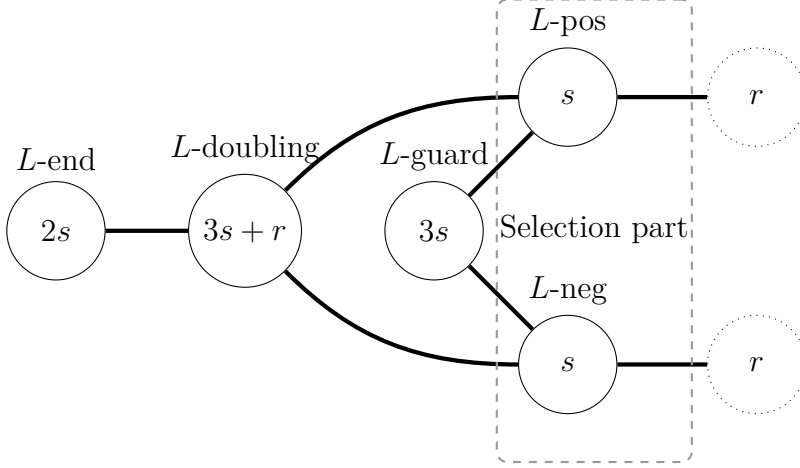 L-pos
s
r
L-doubling
L-guard
L-end
2s
3s + r
3s
Selection part
L-neg
s
r